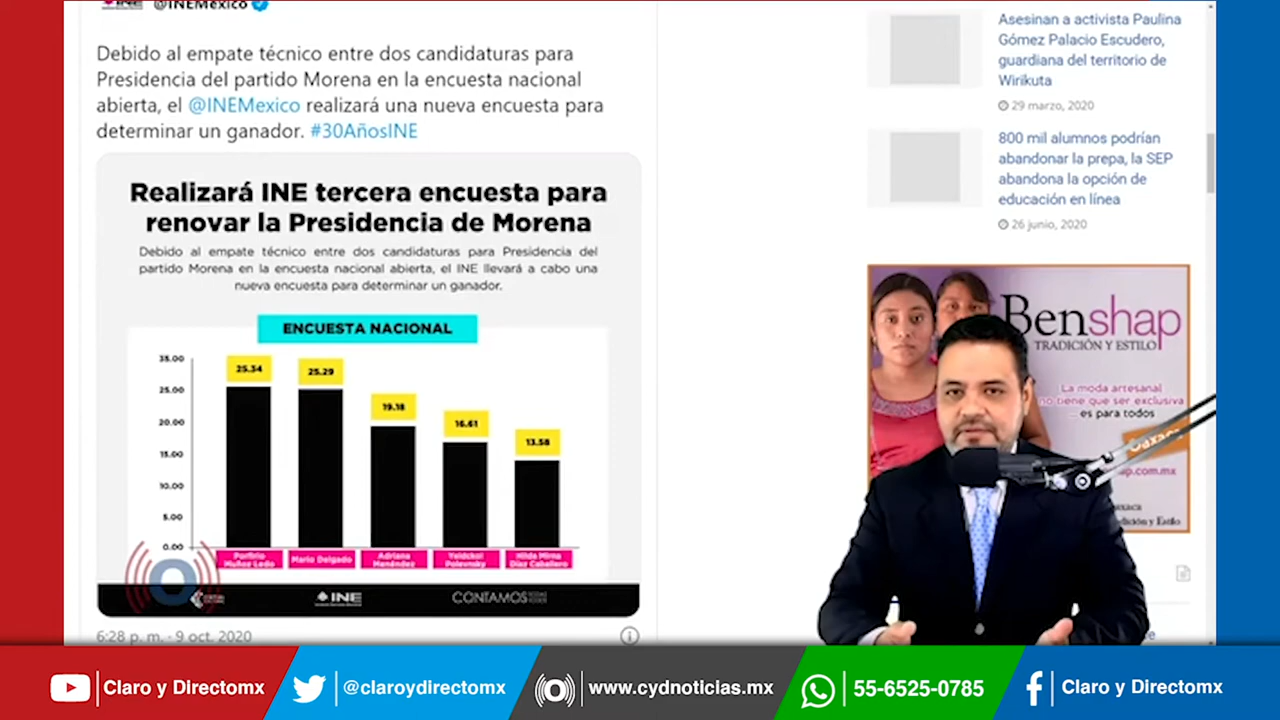 @INEMexico
Debido al empate técnico entre dos candidaturas para
Presidencia del partido Morena en la encuesta nacional
abierta, el @INEMexico realizará una nueva encuesta para
determinar un ganador. #30AñosINE
Realizará INE tercera encuesta para
renovar la Presidencia de Morena
Debido al empate técnico entre dos candidaturas para Presidencia del
partido Morena en la encuesta nacional abierta, el INE llevará a cabo una
nueva encuesta para determinar un ganador.
ENCUESTA NACIONAL
35.00
25.00
20.00
15.00
10.00
5.00
0.00
25.34
25.29
19.18
16.61
13.58
Porfirio
Muñoz Ledo
Mario Delgado
Adriana
Menéndez
Yeidckol
Polevnsky
Hilda Mirna
Díaz Caballero
INE
CONTAMOS
6:28 p. m. · 9 oct. 2020
Asesinan a activista Paulina
Gómez Palacio Escudero,
guardiana del territorio de
Wirikuta
29 marzo, 2020
800 mil alumnos podrían
abandonar la prepa, la SEP
abandona la opción de
educación en línea
26 junio, 2020
Benshap
TRADICIÓN Y ESTILO
La moda artesanal
no tiene que ser exclusiva
... es para todos
Oaxaca
ap.com.mx
axaca
dición y Estilo
Claro y Directomx
@claroydirectomx
www.cydnoticias.mx
55-6525-0785
Claro y Directomx